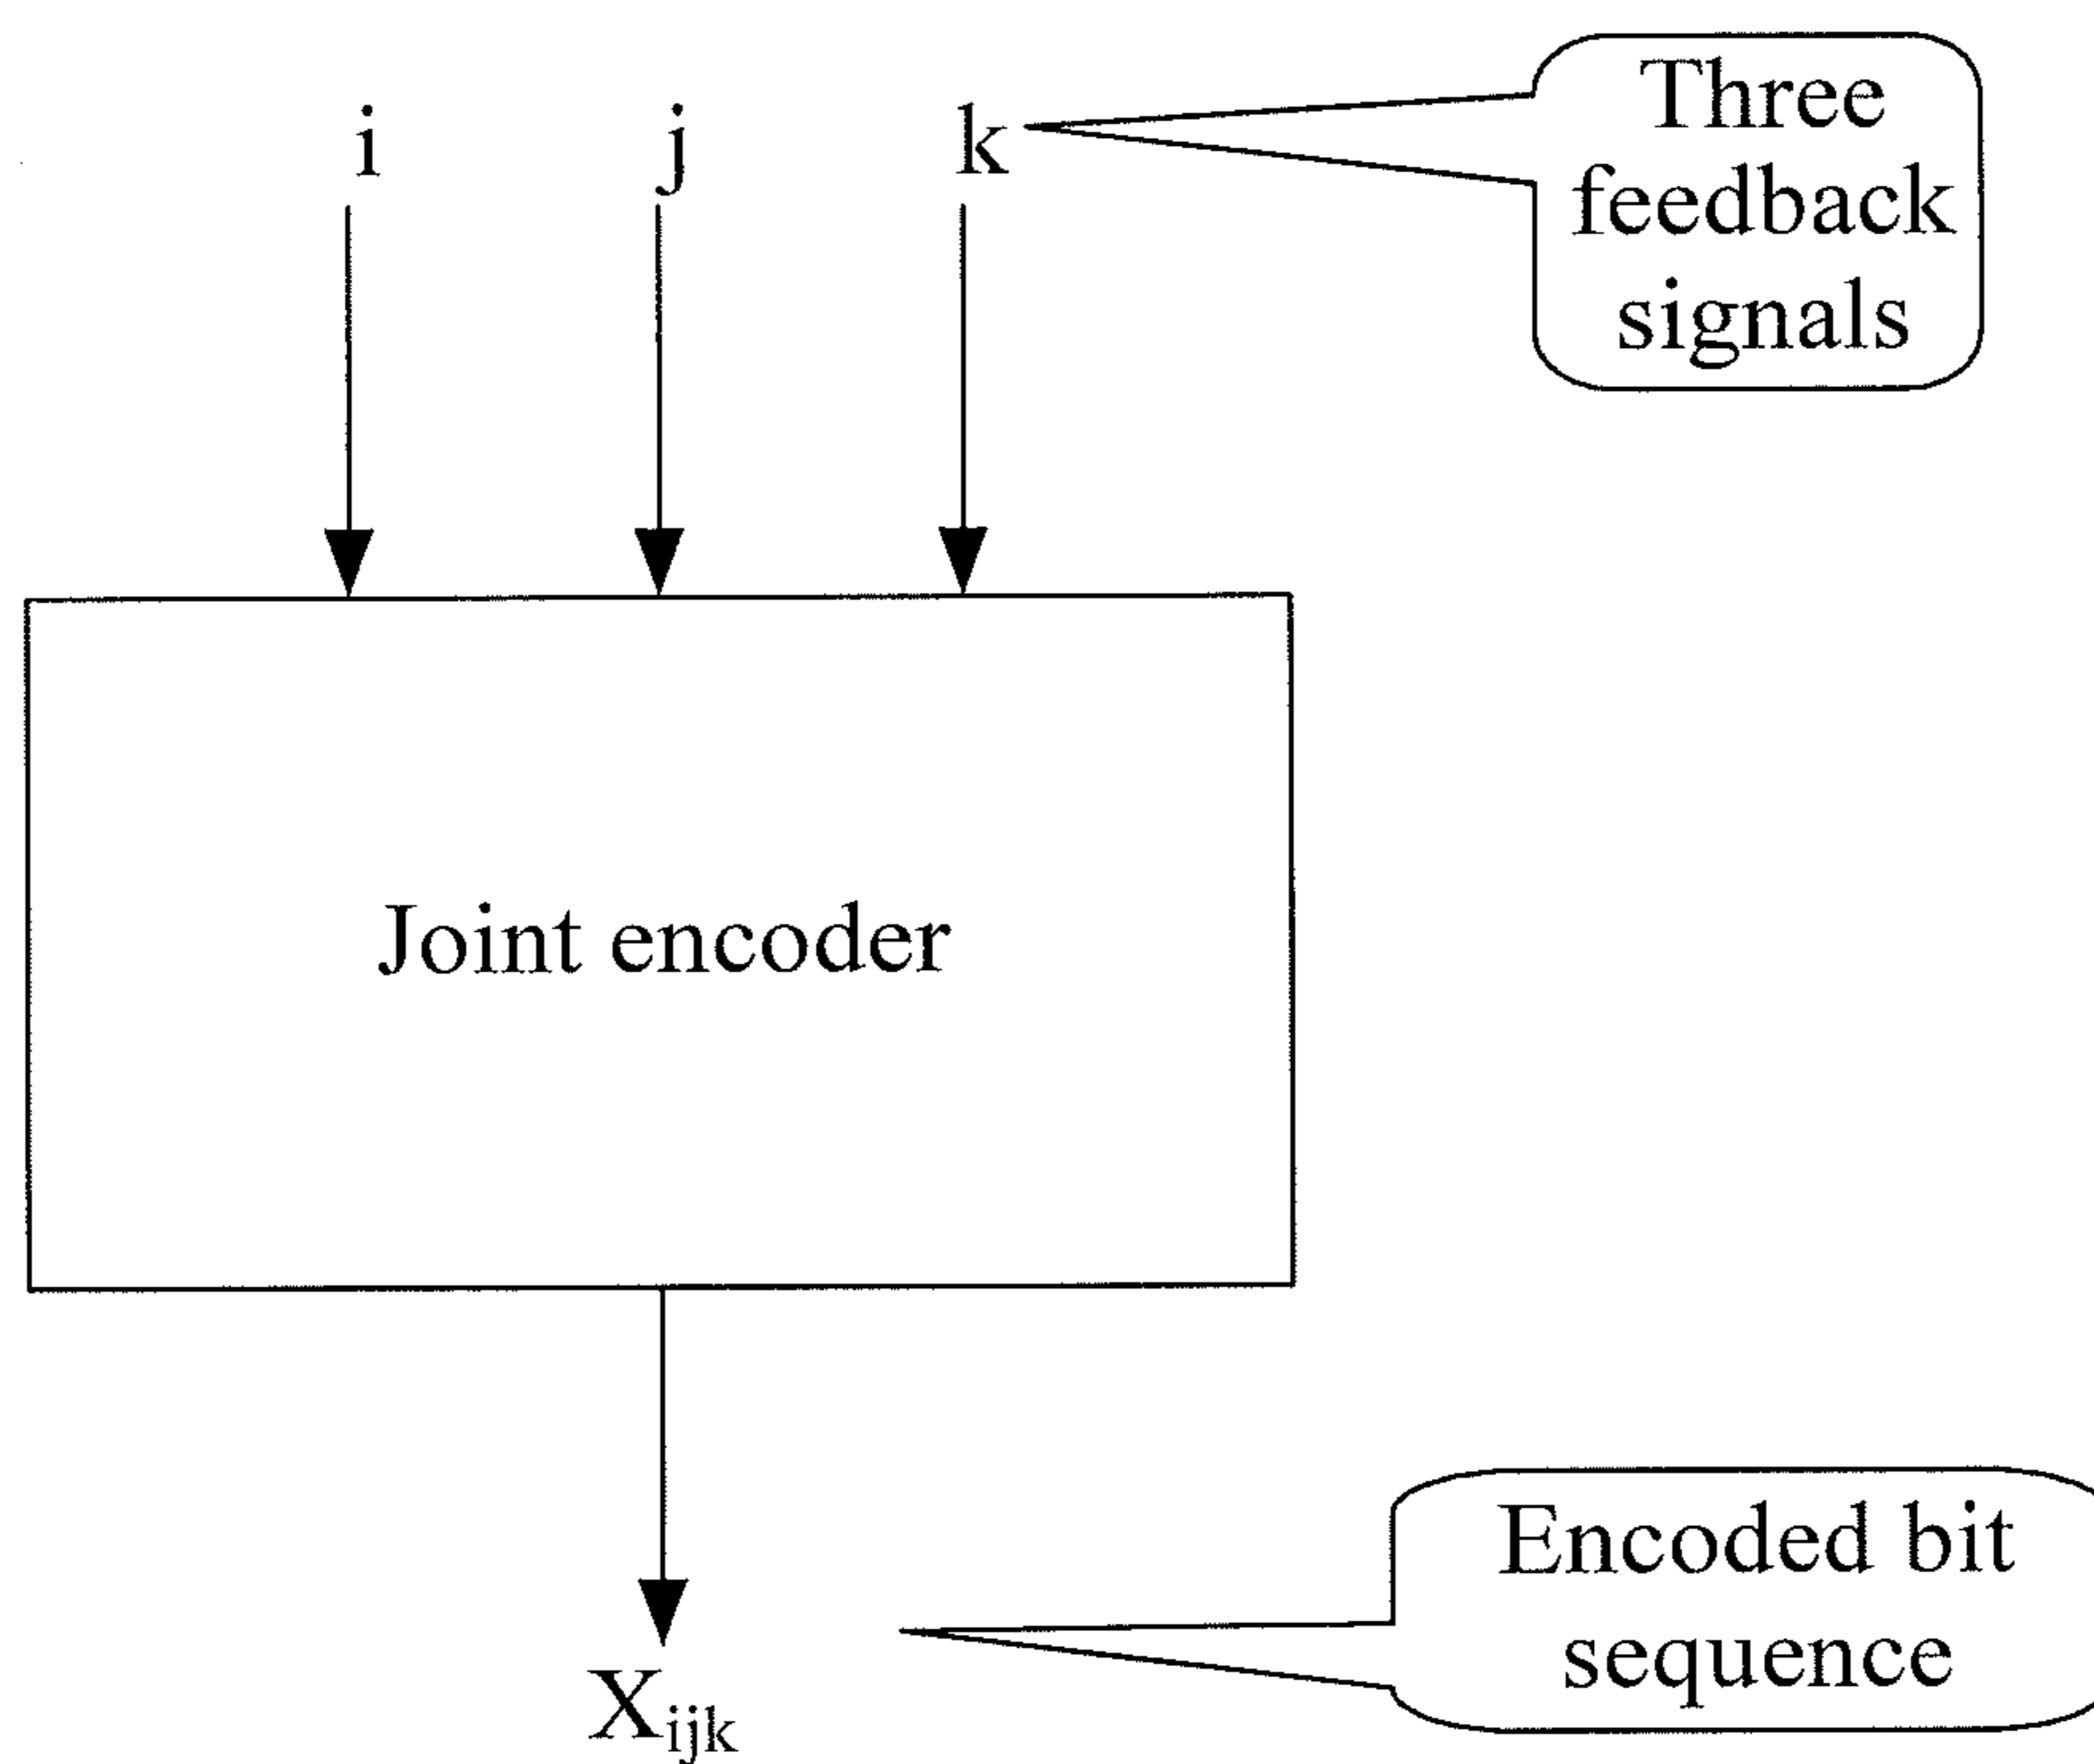 i j k
Three
feedback
signals
Joint encoder
Encoded bit
sequence
Xijk